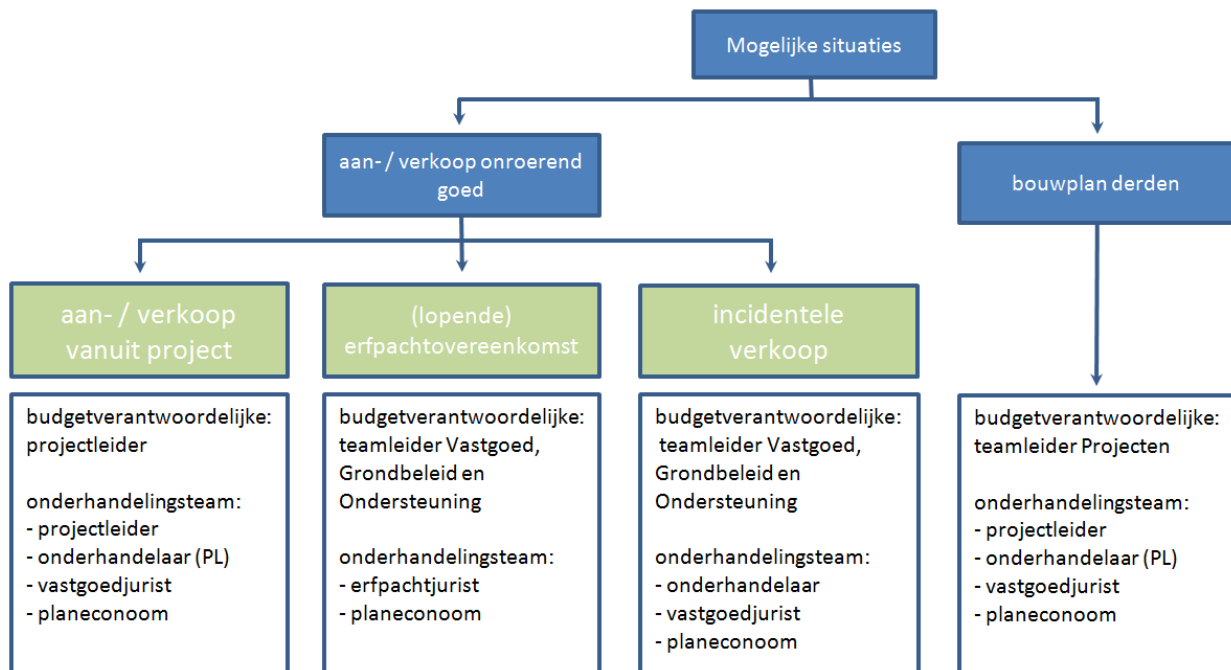 Mogelijke situaties
aan- / verkoop onroerend
goed
bouwplan derden
aan- / verkoop
vanuit project
(lopende)
erfpachtovereenkomst
incidentele
verkoop
budgetverantwoordelijke:
projectleider
onderhandelingsteam:
- projectleider
- onderhandelaar (PL)
- vastgoedjurist
- planeconoom
budgetverantwoordelijke:
teamleider Vastgoed,
Grondbeleid en
Ondersteuning
onderhandelingsteam:
- erfpachtjurist
- planeconoom
budgetverantwoordelijke:
teamleider Vastgoed,
Grondbeleid en
Ondersteuning
onderhandelingsteam:
- onderhandelaar
- vastgoedjurist
- planeconoom
budgetverantwoordelijke:
teamleider Projecten
onderhandelingsteam:
- projectleider
- onderhandelaar (PL)
- vastgoedjurist
- planeconoom